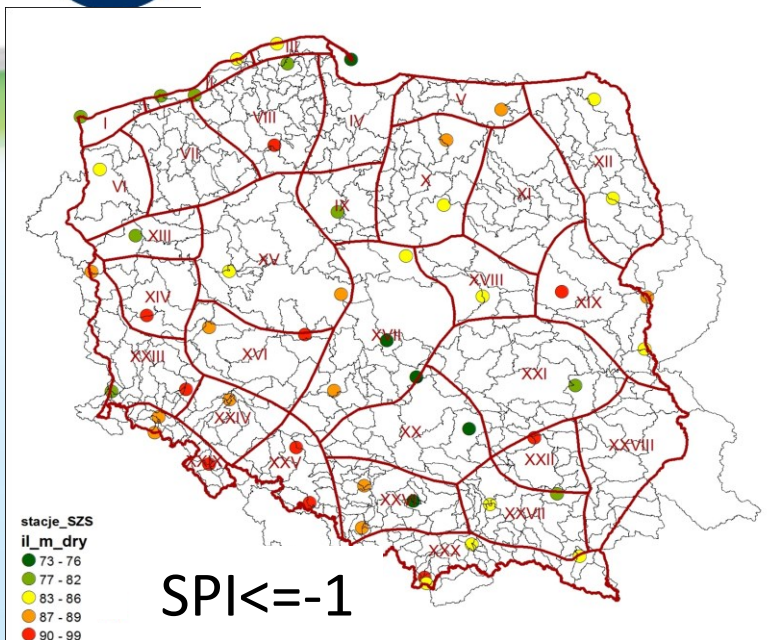 III
II
V
I
VIII
IV
VII
XII
X
VI
XI
IX
XIII
XV
XVIII
XIV
XIX
XVII
XVI
XXIII
XXI
XXIV
XX
XXVIII
XXII
XXV
XXVI
XXVII
XXX
stacje_SZS
il_m_dry
73 - 76
77 - 82
83 - 86
87 - 89
90 - 99
SPI<=-1